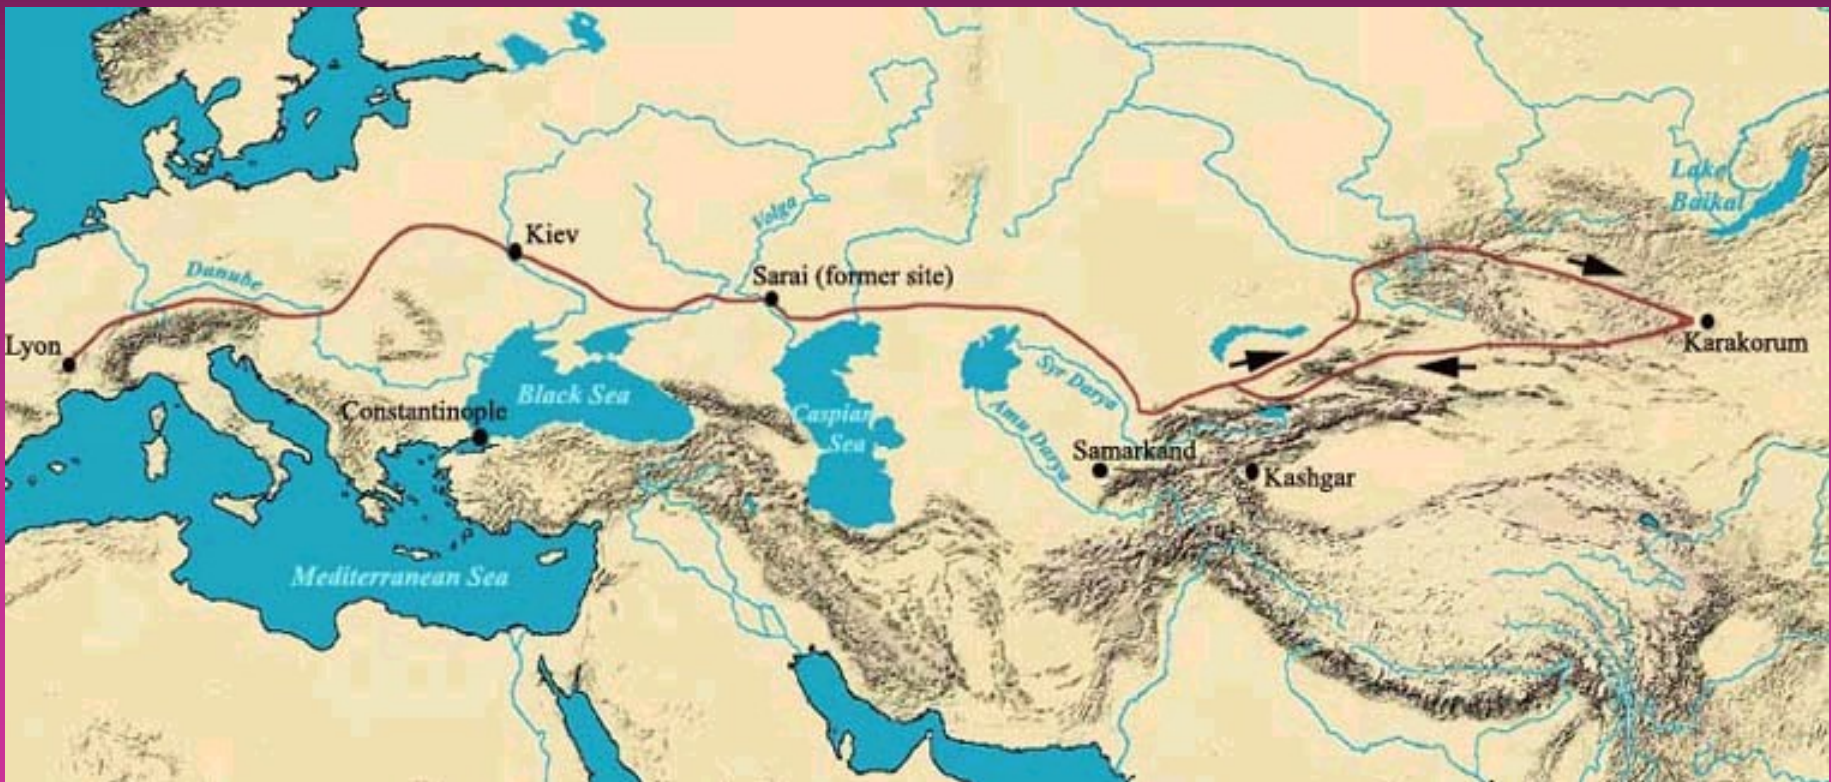 Lake
Baikal
Volga
Kiev
Danube
Sarai (former site)
Lyon
Karakorum
Syr Darya
Black Sea
Constantinople
Caspian
Sea
Amu Darya
Samarkand
Kashgar
Mediterranean Sea